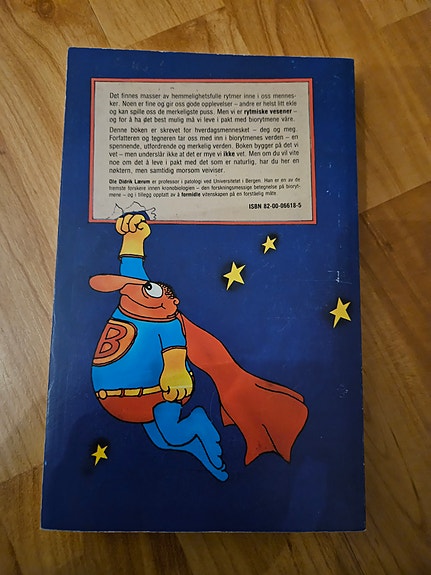 Det finnes masser av hemmelighetsfulle rytmer inne i oss mennes-
ker. Noen er fine og gir oss gode opplevelser – andre er helst litt ekle
og kan spille oss de merkeligste puss. Men vi er rytmiske vesener –
og for å ha det best mulig må vi leve i pakt med biorytmene våre.
Denne boken er skrevet for hverdagsmennesket – deg og meg.
Forfatteren og tegneren tar oss med inn i biorytmenes verden – en
spennende, utfordrende og merkelig verden. Boken bygger på det vi
vet – men underslår ikke at det er mye vi ikke vet. Men om du vil vite
noe om det å leve i pakt med det som er naturlig, har du her en
nøktern, men samtidig morsom veiviser.
Ole Didrik Lærum er professor i patologi ved Universitetet i Bergen. Han er en av de
fremste forskere innen kronobiologien – den forskningsmessige betegnelse på bioryt-
mene – og i tillegg opptatt av å formidle vitenskapen på en forståelig måte.
ISBN 82-00-06618-5
B